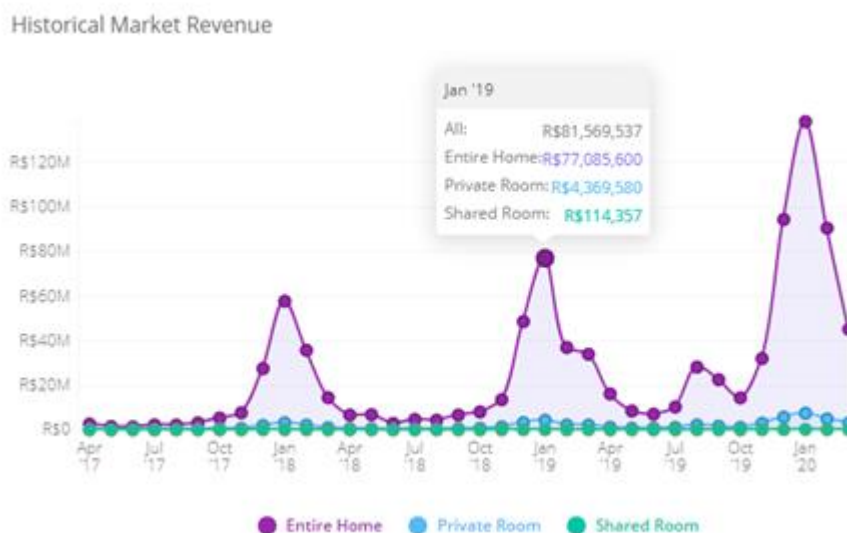 Historical Market Revenue
Jan '19
All: R$81,569,537
Entire Home: R$77,085,600
Private Room: R$4,369,580
Shared Room: R$114,357
R$120M
R$100M
R$80M
R$60M
R$40M
R$20M
R$0
Apr '17
Jul '17
Oct '17
Jan '18
Apr '18
Jul '18
Oct '18
Jan '19
Apr '19
Jul '19
Oct '19
Jan '20
Entire Home Private Room Shared Room